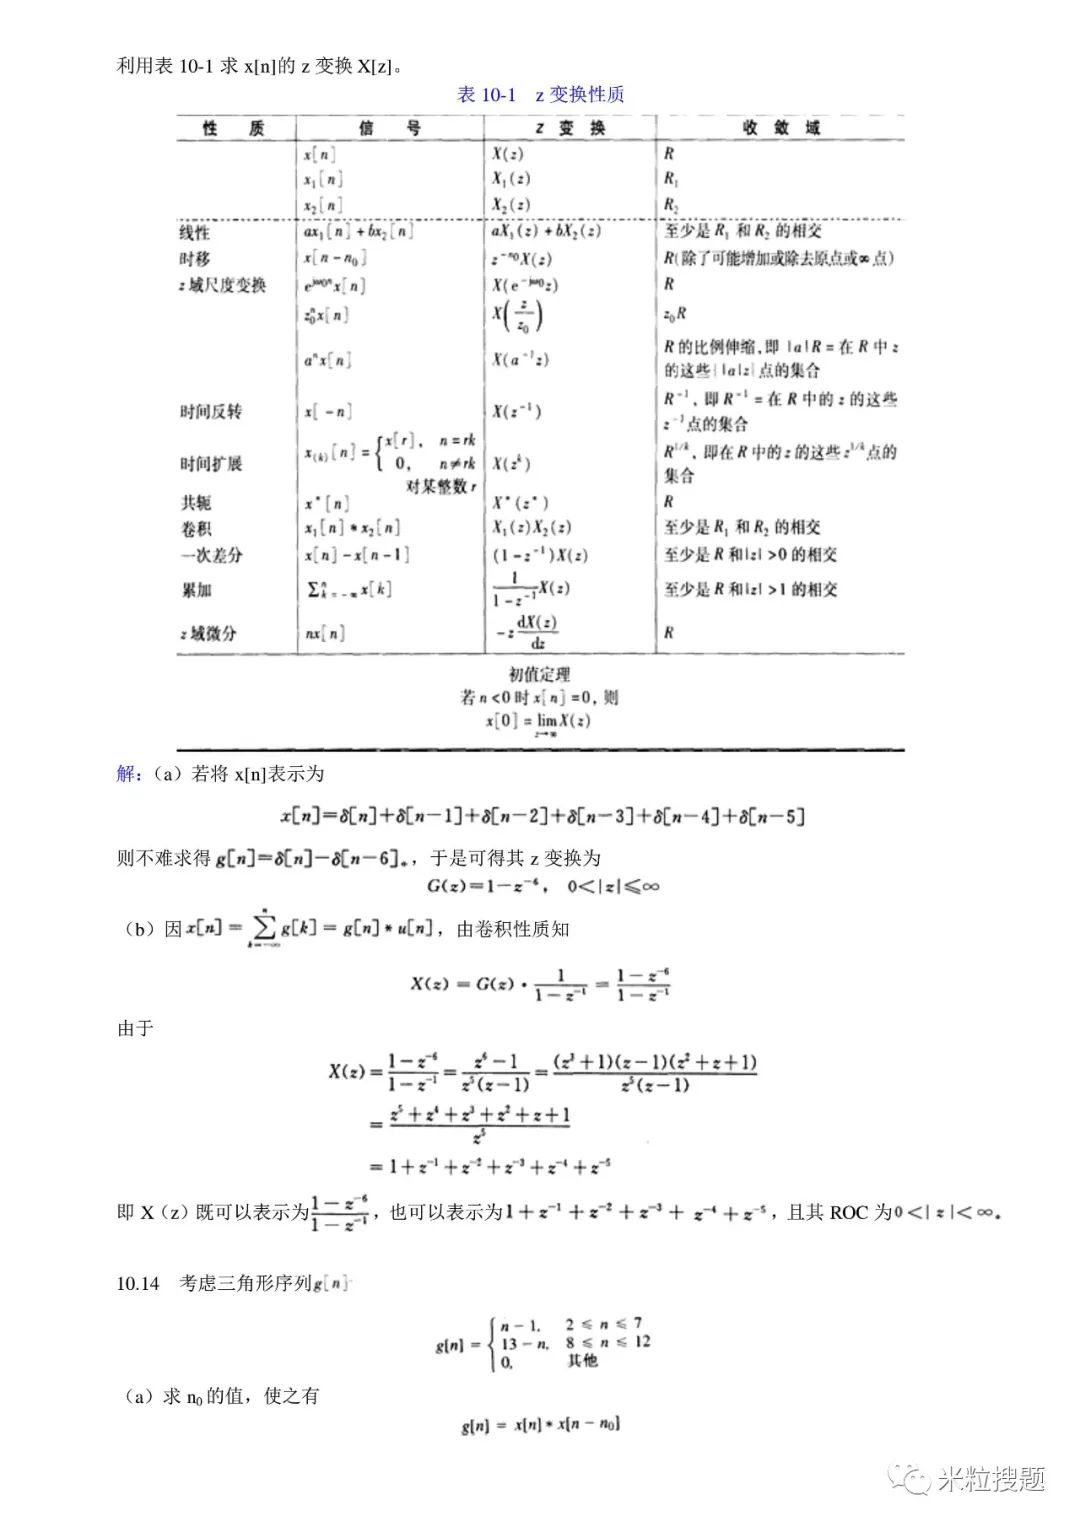 利用表 10-1 求 x[n]的 z 变换 X[z]。
表 10-1 z 变换性质
性 质 信 号 z 变 换 收 敛 域
x[n] X(z) R
x₁[n] X₁(z) R₁
x₂[n] X₂(z) R₂
线性 ax₁[n]+bx₂[n] aX₁(z)+bX₂(z) 至少是 R₁ 和 R₂ 的相交
时移 x[n-n₀] z^{-n₀}X(z) R(除了可能增加或除去原点或∞点)
z 域尺度变换 e^{jω₀n}x[n] X(e^{-jω₀}z) R
z₀ⁿx[n] X(z/z₀) z₀R
aⁿx[n] X(a⁻¹z) R 的比例伸缩,即 |a|R=在 R 中 z
的这些{|a|z}点的集合
时间反转 x[-n] X(z⁻¹) R⁻¹,即 R⁻¹=在 R 中的 z 的这些
z⁻¹点的集合
时间扩展 x₍ₖ₎[n]={x[r], n=rk X(zᵏ) R^{1/k},即在 R 中的 z 的这些 z^{1/k}点的
0, n≠rk 集合
对某整数 r
共轭 x*[n] X*(z*) R
卷积 x₁[n]*x₂[n] X₁(z)X₂(z) 至少是 R₁ 和 R₂ 的相交
一次差分 x[n]-x[n-1] (1-z⁻¹)X(z) 至少是 R 和|z|>0 的相交
累加 ∑ⁿₖ₌₋∞x[k] 1/(1-z⁻¹)X(z) 至少是 R 和|z|>1 的相交
z 域微分 nx[n] -z dX(z)/dz R
初值定理
若 n<0 时 x[n]=0, 则
x[0]=lim X(z)
z→∞
解:(a)若将 x[n]表示为
x[n]=δ[n]+δ[n-1]+δ[n-2]+δ[n-3]+δ[n-4]+δ[n-5]
则不难求得 g[n]=δ[n]-δ[n-6]。,于是可得其 z 变换为
G(z)=1-z⁻⁶, 0<|z|≤∞
(b)因 x[n]=∑ⁿₖ₌₋∞ g[k]=g[n]*u[n],由卷积性质知
X(z)=G(z)·1/(1-z⁻¹)=(1-z⁻⁶)/(1-z⁻¹)
由于
X(z)=(1-z⁻⁶)/(1-z⁻¹)=(z⁶-1)/(z⁵(z-1))=((z³+1)(z-1)(z²+z+1))/(z⁵(z-1))
=(z⁵+z⁴+z³+z²+z+1)/z⁵
=1+z⁻¹+z⁻²+z⁻³+z⁻⁴+z⁻⁵
即 X(z)既可以表示为(1-z⁻⁶)/(1-z⁻¹),也可以表示为1+z⁻¹+z⁻²+z⁻³+z⁻⁴+z⁻⁵,且其 ROC 为0<|z|<∞。
10.14 考虑三角形序列g[n]
g[n]={n-1, 2≤n≤7
13-n, 8≤n≤12
0, 其他
(a)求 n₀的值,使之有
g[n]=x[n]*x[n-n₀]
米粒搜题